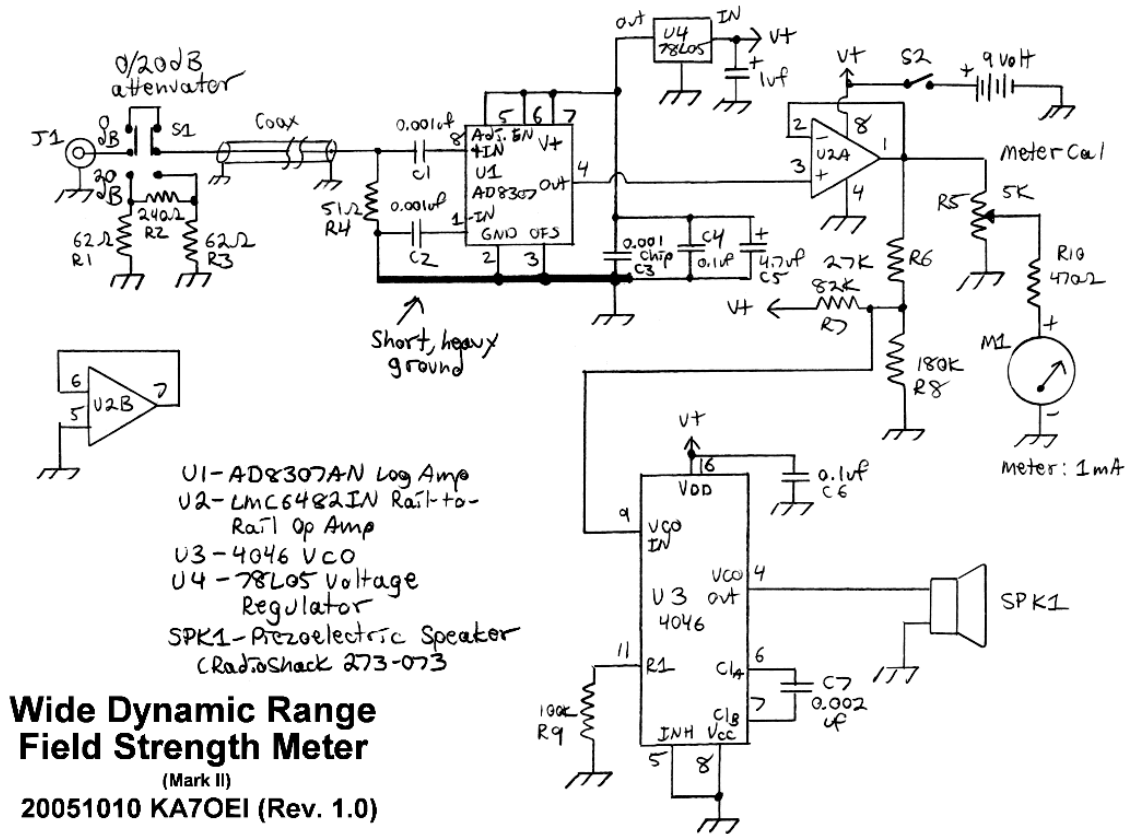 0/20dB
attenuator
J1
0
dB
S1
20
dB
240Ω
R2
62Ω
R1
62Ω
R3
Coax
51Ω
R4
0.001uf
C1
0.001uf
C2
8
5
6
7
Adj. EN
+IN
V+
U1
AD8307
OUT
4
1
-IN
GND
OFS
2
3
Short, heavy
ground
OUT
IN
U4
78L05
V+
+
1uf
0.001
chip
C3
C4
0.1uf
+
4.7uf
C5
V+
S2
+
9 Volt
2
-
8
U2A
1
3
+
4
Meter Cal
R5
5K
R10
470Ω
+
M1
-
Meter: 1mA
27K
R6
82K
R7
V+
180K
R8
6
5
U2B
7
V+
16
VDD
0.1uf
C6
9
VCO
IN
VCO
OUT
4
U3
4046
SPK1
11
R1
100K
R9
C1A
6
C7
0.002
uf
7
C1B
INH
VCC
5
8
U1-AD8307AN Log Amp
U2-LMC6482IN Rail-to-
Rail Op Amp
U3-4046 VCO
U4-78L05 Voltage
Regulator
SPK1-Piezoelectric Speaker
(RadioShack 273-073
Wide Dynamic Range
Field Strength Meter
(Mark II)
20051010 KA7OEI (Rev. 1.0)